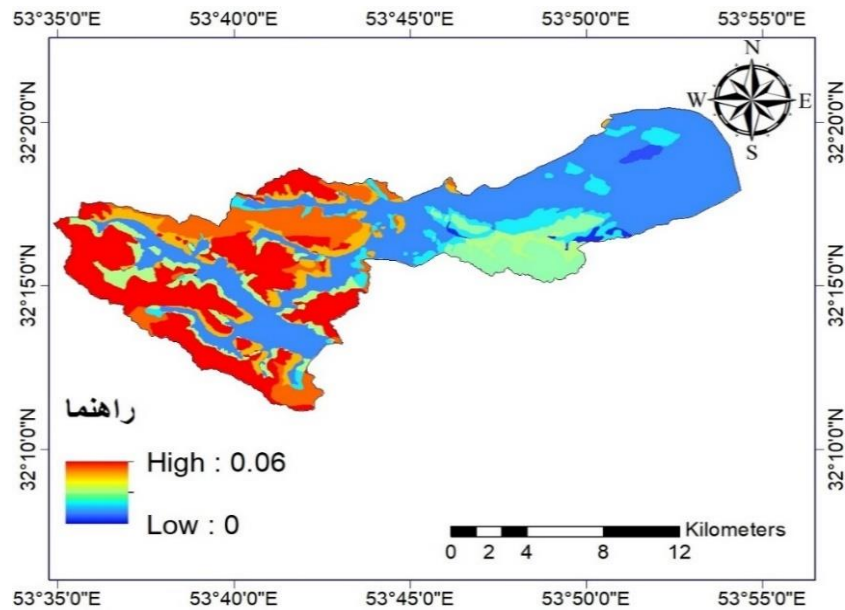 53°35'0"E 53°40'0"E 53°45'0"E 53°50'0"E 53°55'0"E
N
W E
S
32°20'0"N 32°20'0"N
32°15'0"N 32°15'0"N
32°10'0"N 32°10'0"N
راهنما
High : 0.06
Low : 0
Kilometers
0 2 4 8 12
53°35'0"E 53°40'0"E 53°45'0"E 53°50'0"E 53°55'0"E